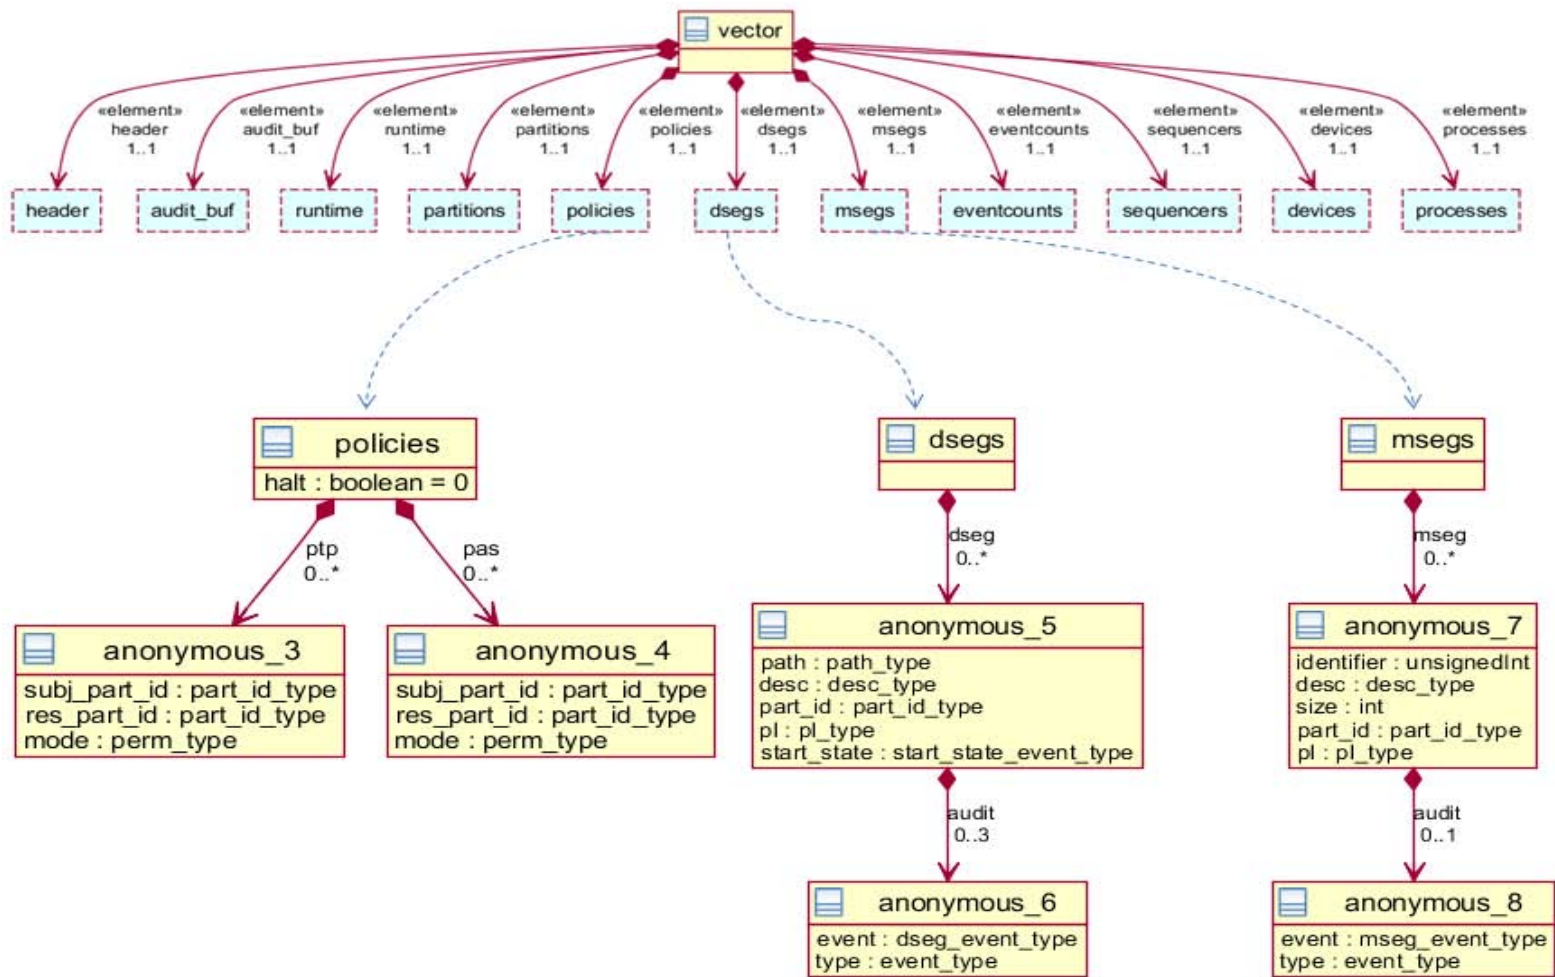 vector
«element»
header
1..1
«element»
audit_buf
1..1
«element»
runtime
1..1
«element»
partitions
1..1
«element»
policies
1..1
«element»
dsegs
1..1
«element»
msegs
1..1
«element»
eventcounts
1..1
«element»
sequencers
1..1
«element»
devices
1..1
«element»
processes
1..1
header
audit_buf
runtime
partitions
policies
dsegs
msegs
eventcounts
sequencers
devices
processes
policies
halt : boolean = 0
dsegs
msegs
ptp
0..*
pas
0..*
dseg
0..*
mseg
0..*
anonymous_3
subj_part_id : part_id_type
res_part_id : part_id_type
mode : perm_type
anonymous_4
subj_part_id : part_id_type
res_part_id : part_id_type
mode : perm_type
anonymous_5
path : path_type
desc : desc_type
part_id : part_id_type
pl : pl_type
start_state : start_state_event_type
anonymous_7
identifier : unsignedInt
desc : desc_type
size : int
part_id : part_id_type
pl : pl_type
audit
0..3
audit
0..1
anonymous_6
event : dseg_event_type
type : event_type
anonymous_8
event : mseg_event_type
type : event_type